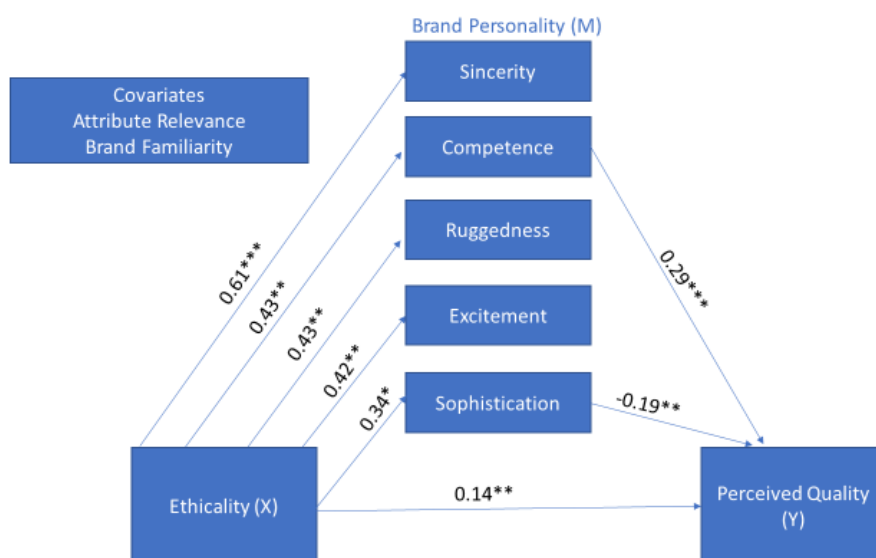 Brand Personality (M)
Sincerity
Covariates
Attribute Relevance
Brand Familiarity
Competence
Ruggedness
Excitement
Sophistication
0.61***
0.43**
0.43**
0.42**
0.34*
0.29***
-0.19**
0.14**
Ethicality (X)
Perceived Quality
(Y)